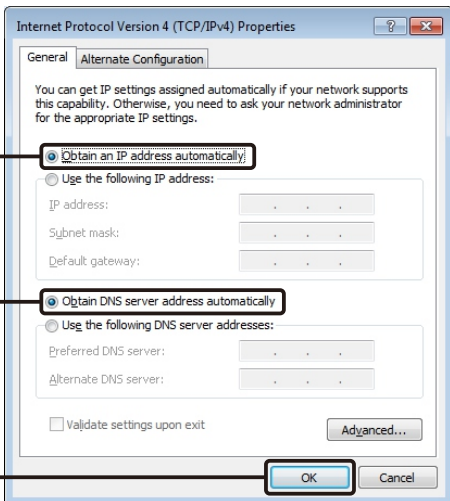 Internet Protocol Version 4 (TCP/IPv4) Properties
General
Alternate Configuration
You can get IP settings assigned automatically if your network supports
this capability. Otherwise, you need to ask your network administrator
for the appropriate IP settings.
Obtain an IP address automatically
Use the following IP address:
IP address:
Subnet mask:
Default gateway:
Obtain DNS server address automatically
Use the following DNS server addresses:
Preferred DNS server:
Alternate DNS server:
Validate settings upon exit
Advanced...
OK
Cancel